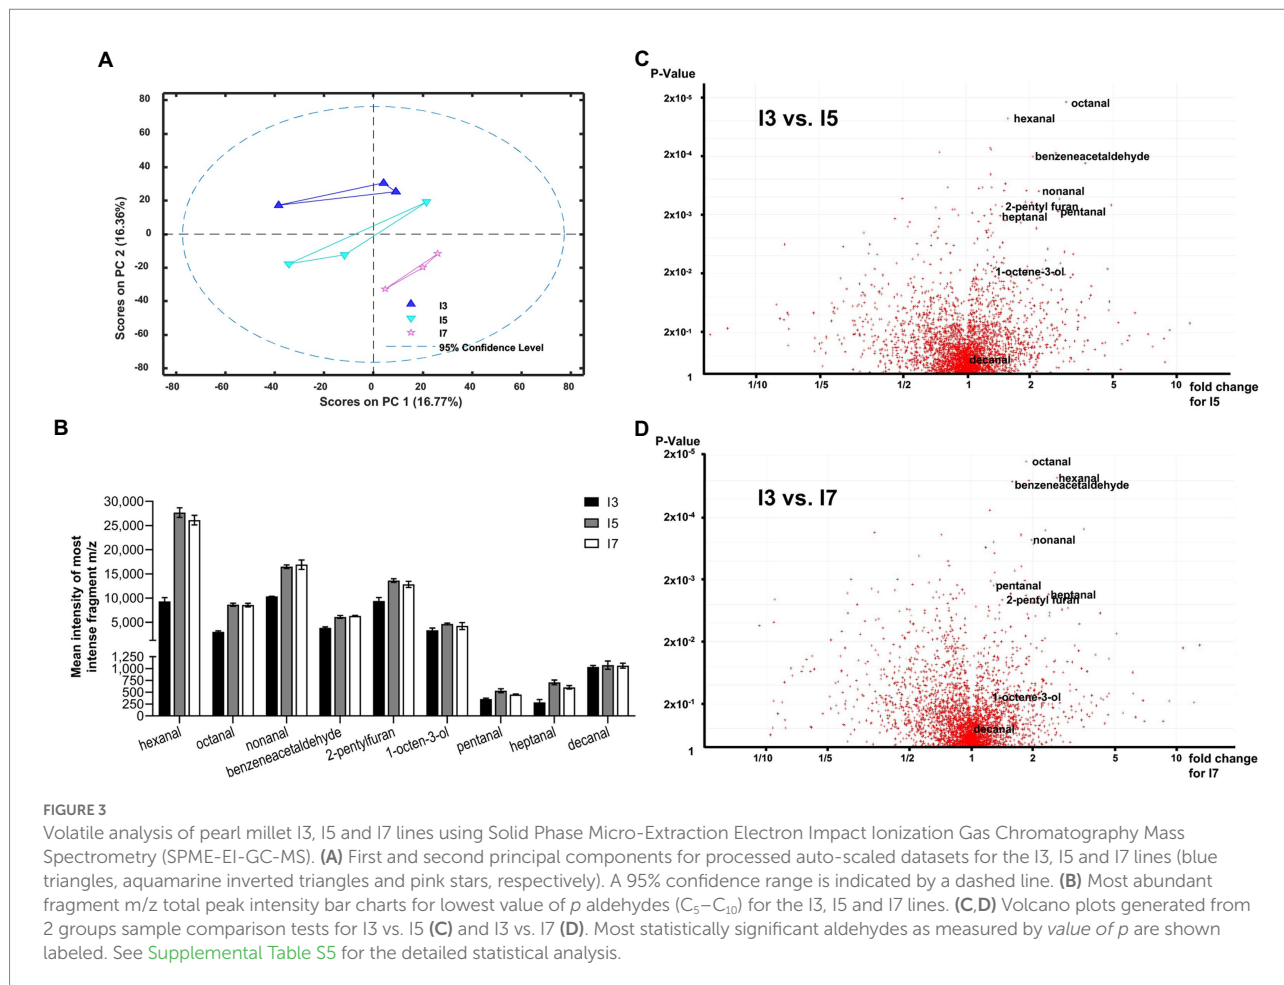 A
80
60
40
20
0
-20
-40
-60
-80
-80 -60 -40 -20 0 20 40 60 80
Scores on PC 2 (16.36%)
Scores on PC 1 (16.77%)
I3
I5
I7
95% Confidence Level
B
Mean intensity of most
intense fragment m/z
30,000
25,000
20,000
15,000
10,000
5,000
1,250
1,000
750
500
250
0
hexanal
octanal
nonanal
benzeneacetaldehyde
2-pentylfuran
1-octen-3-ol
pentanal
heptanal
decanal
I3
I5
I7
C
P-Value
I3 vs. I5
2x10⁻⁵
2x10⁻⁴
2x10⁻³
2x10⁻²
2x10⁻¹
1
octanal
hexanal
benzeneacetaldehyde
nonanal
2-pentyl furan
pentanal
heptanal
1-octene-3-ol
decanal
1/10 1/5 1/2 1 2 5 10
fold change
for I5
D
P-Value
I3 vs. I7
2x10⁻⁵
2x10⁻⁴
2x10⁻³
2x10⁻²
2x10⁻¹
1
octanal
hexanal
benzeneacetaldehyde
nonanal
pentanal
heptanal
2-pentyl furan
1-octene-3-ol
decanal
1/10 1/5 1/2 1 2 5 10
fold change
for I7
FIGURE 3
Volatile analysis of pearl millet I3, I5 and I7 lines using Solid Phase Micro-Extraction Electron Impact Ionization Gas Chromatography Mass
Spectrometry (SPME-EI-GC-MS). (A) First and second principal components for processed auto-scaled datasets for the I3, I5 and I7 lines (blue
triangles, aquamarine inverted triangles and pink stars, respectively). A 95% confidence range is indicated by a dashed line. (B) Most abundant
fragment m/z total peak intensity bar charts for lowest value of p aldehydes (C₅–C₁₀) for the I3, I5 and I7 lines. (C,D) Volcano plots generated from
2 groups sample comparison tests for I3 vs. I5 (C) and I3 vs. I7 (D). Most statistically significant aldehydes as measured by value of p are shown
labeled. See Supplemental Table S5 for the detailed statistical analysis.